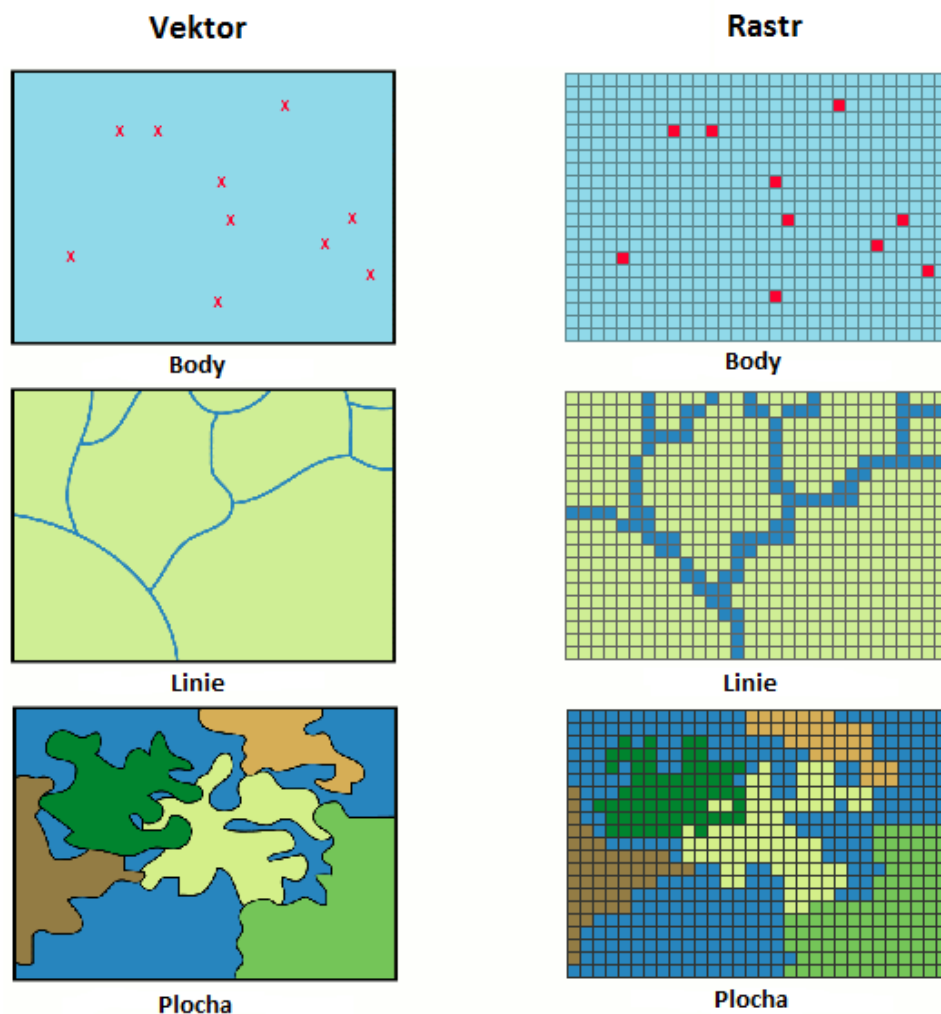 Vektor
Rastr
Body
Body
Linie
Linie
Plocha
Plocha